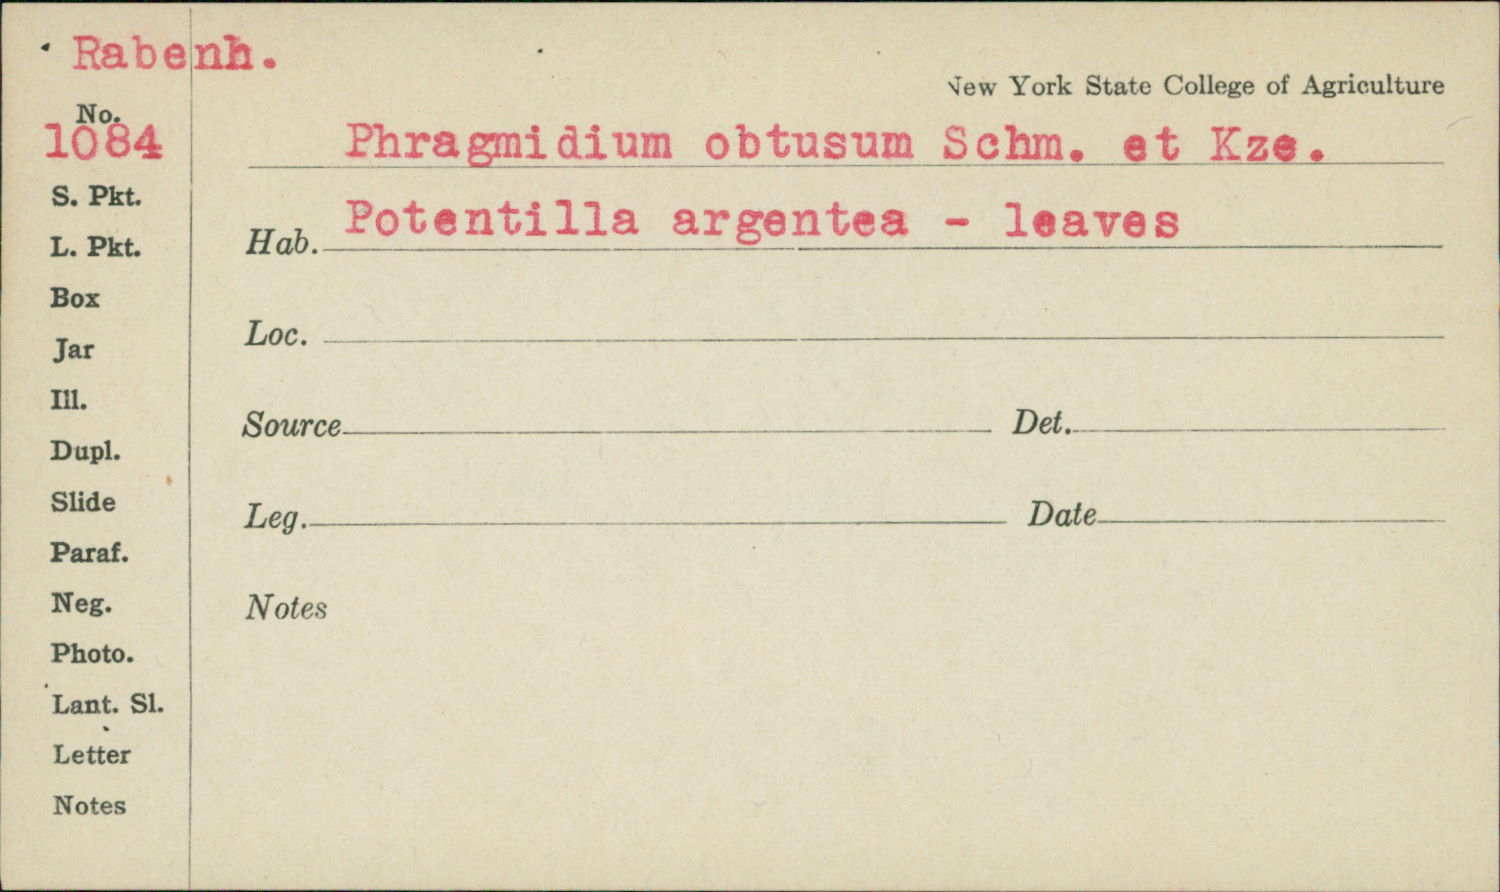 Rabenh.
New York State College of Agriculture
No.
1084
Phragmidium obtusum Schm. et Kze.
S. Pkt.
Hab. Potentilla argentea - leaves
L. Pkt.
Box
Loc.
Jar
Ill.
Source Det.
Dupl.
Slide
Leg. Date
Paraf.
Neg.
Notes
Photo.
Lant. Sl.
Letter
Notes